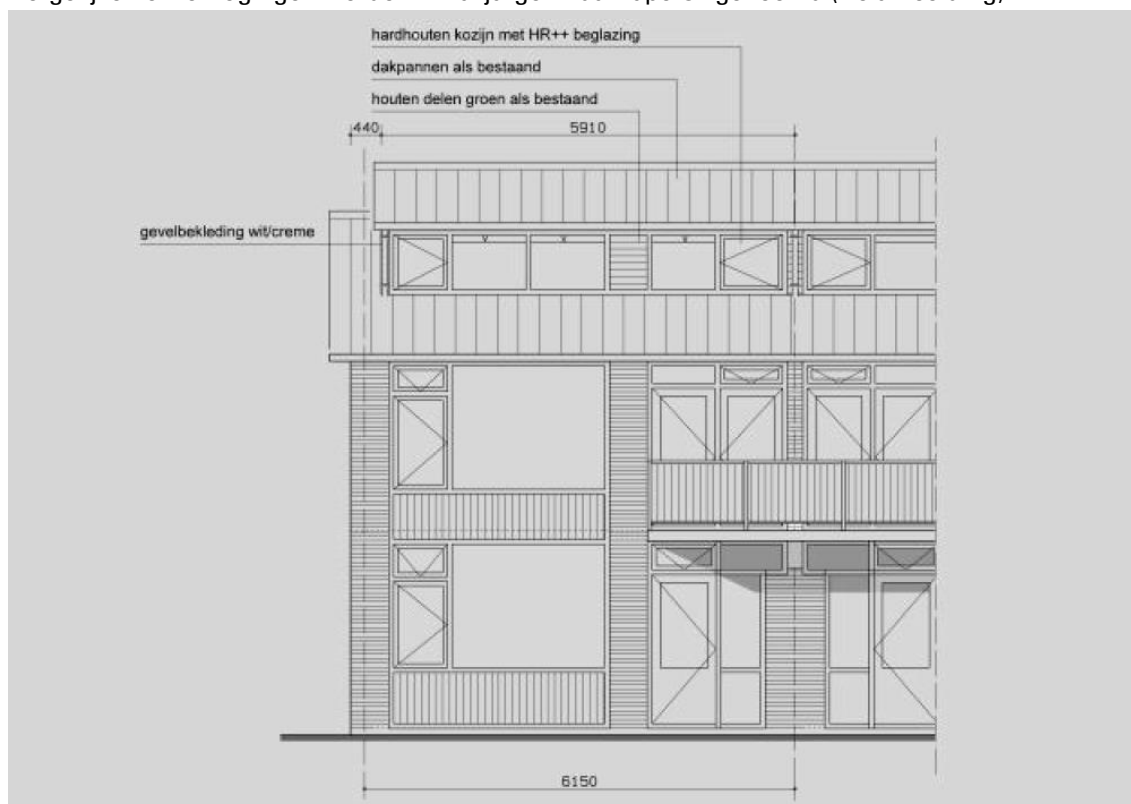 hardhouten kozijn met HR++ beglazing
dakpannen als bestaand
houten delen groen als bestaand
440 5910
gevelbekleding wit/creme
6150